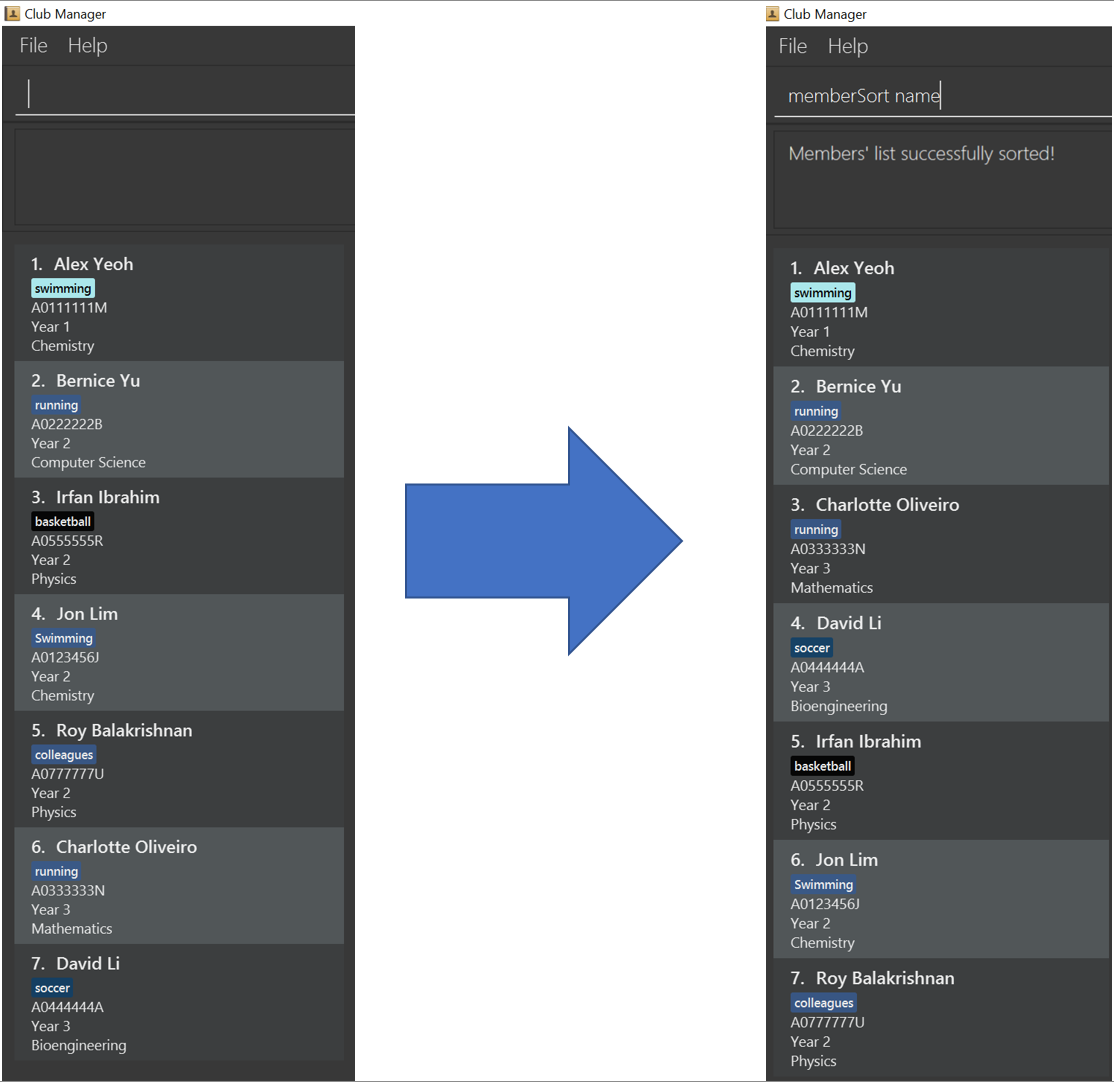 Club Manager
File Help
1. Alex Yeoh
swimming
A0111111M
Year 1
Chemistry
2. Bernice Yu
running
A0222222B
Year 2
Computer Science
3. Irfan Ibrahim
basketball
A0555555R
Year 2
Physics
4. Jon Lim
Swimming
A0123456J
Year 2
Chemistry
5. Roy Balakrishnan
colleagues
A0777777U
Year 2
Physics
6. Charlotte Oliveiro
running
A0333333N
Year 3
Mathematics
7. David Li
soccer
A0444444A
Year 3
Bioengineering
Club Manager
File Help
memberSort name
Members' list successfully sorted!
1. Alex Yeoh
swimming
A0111111M
Year 1
Chemistry
2. Bernice Yu
running
A0222222B
Year 2
Computer Science
3. Charlotte Oliveiro
running
A0333333N
Year 3
Mathematics
4. David Li
soccer
A0444444A
Year 3
Bioengineering
5. Irfan Ibrahim
basketball
A0555555R
Year 2
Physics
6. Jon Lim
Swimming
A0123456J
Year 2
Chemistry
7. Roy Balakrishnan
colleagues
A0777777U
Year 2
Physics